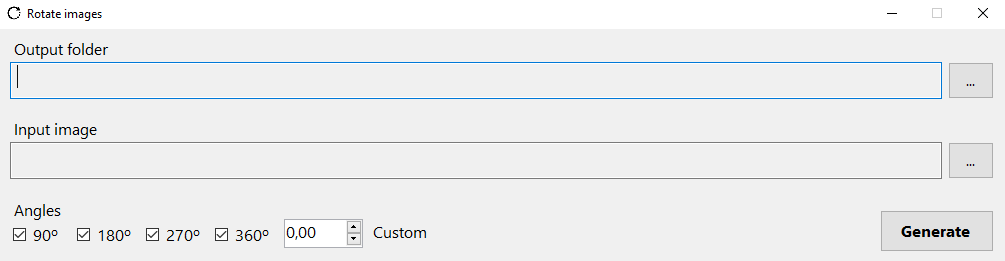 Rotate images
Output folder
...
Input image
...
Angles
90º 180º 270º 360º 0,00 Custom
Generate